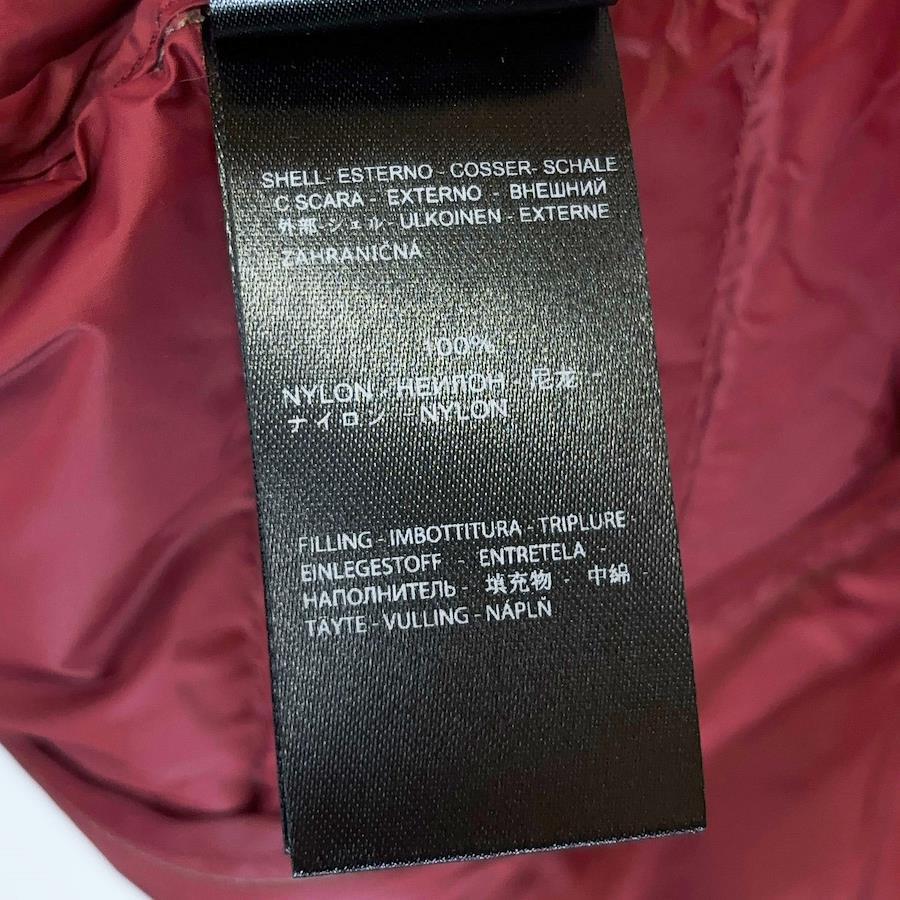 SHELL- ESTERNO - COSSER- SCHALE
C.SCARA - EXTERNO - ВНЕШНИЙ
外部-シェル- ULKOINEN - EXTERNE
ZAHRANIČNÁ
100%
NYLON - НЕЙЛОН - 尼龙 -
ナイロン - NYLON
FILLING - IMBOTTITURA - TRIPLURE
EINLEGESTOFF - ENTRETELA -
НАПОЛНИТЕЛЬ - 填充物 - 中綿
TÄYTE - VULLING - NÁPLŇ